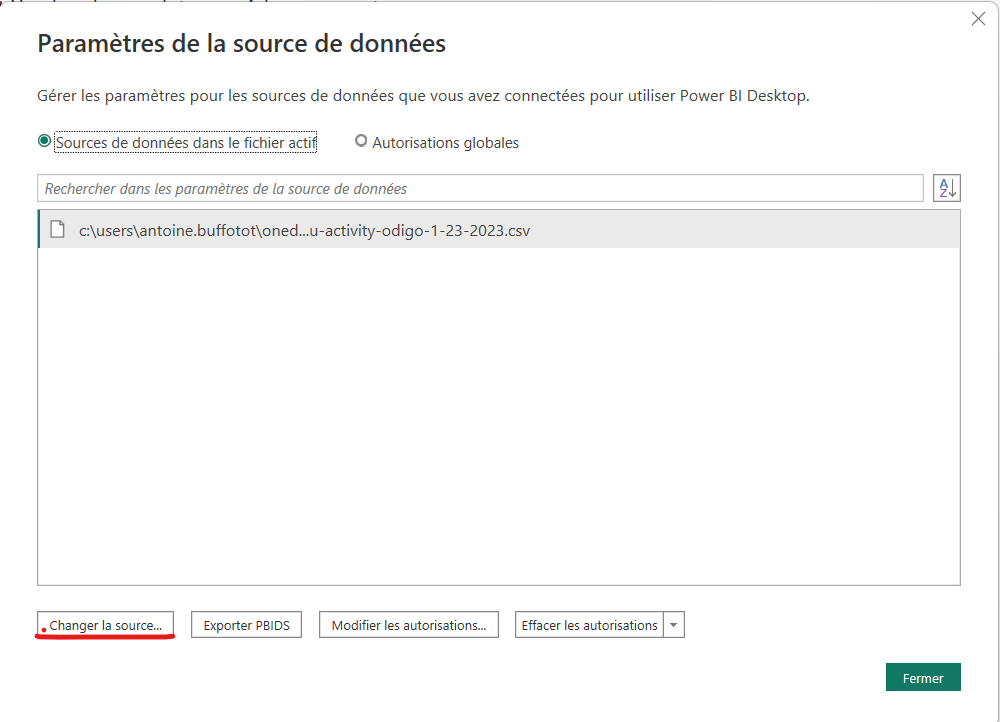 Paramètres de la source de données
Gérer les paramètres pour les sources de données que vous avez connectées pour utiliser Power BI Desktop.
Sources de données dans le fichier actif
Autorisations globales
Rechercher dans les paramètres de la source de données
A
Z
c:\users\antoine.buffotot\oned...u-activity-odigo-1-23-2023.csv
Changer la source...
Exporter PBIDS
Modifier les autorisations...
Effacer les autorisations
Fermer